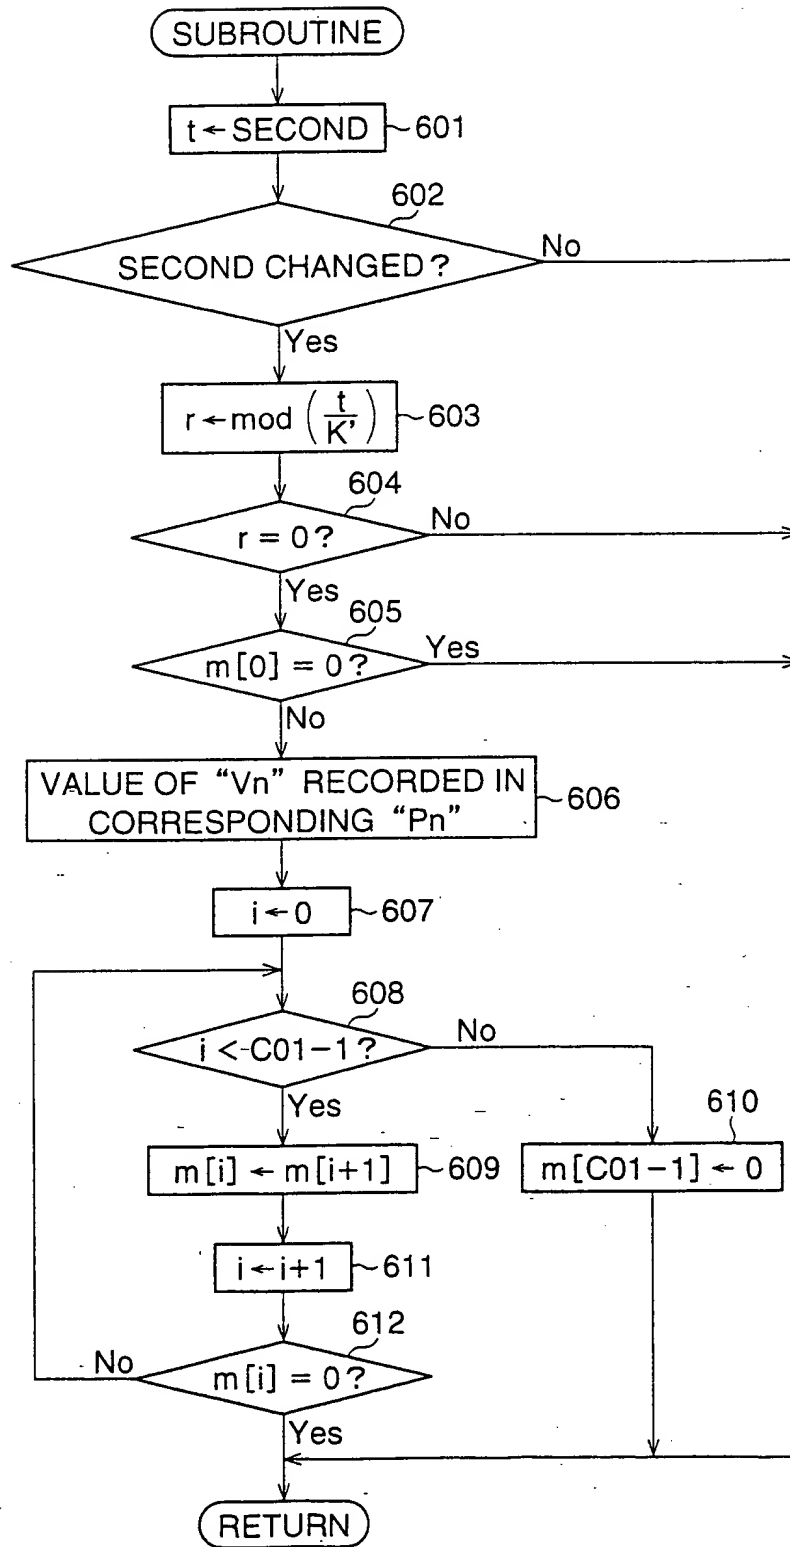 SUBROUTINE
t ← SECOND
601
602
SECOND CHANGED ?
No
Yes
r ← mod ( t / K' )
603
604
r = 0 ?
No
Yes
605
m [0] = 0 ?
Yes
No
VALUE OF “Vn” RECORDED IN
CORRESPONDING “Pn”
606
i ← 0
607
608
i < C01−1 ?
No
Yes
610
m [i] ← m [i+1]
609
m [C01−1] ← 0
i ← i+1
611
612
No
m [i] = 0 ?
Yes
RETURN